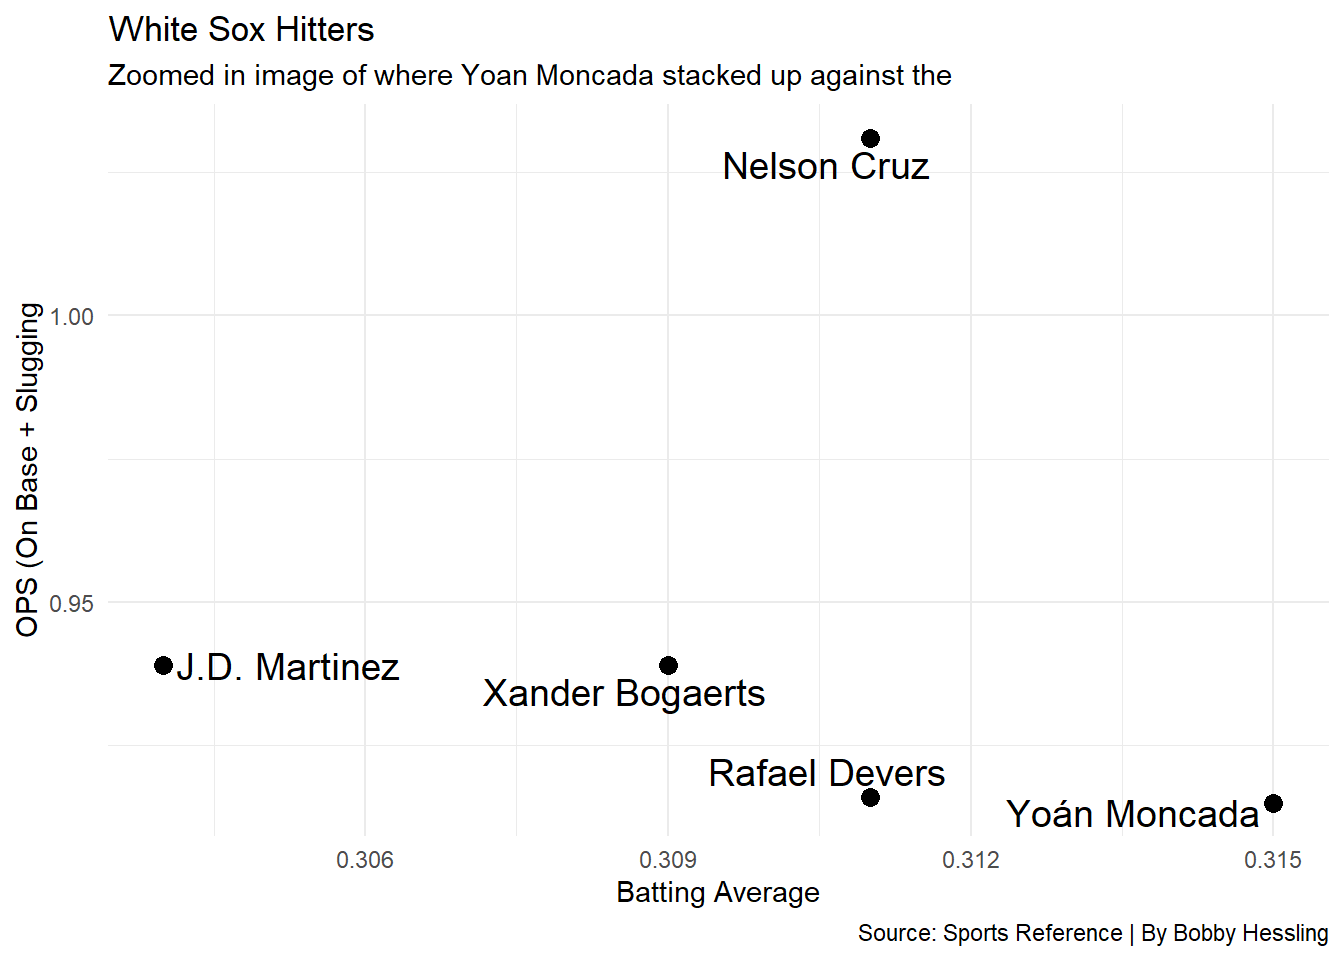 White Sox Hitters
Zoomed in image of where Yoan Moncada stacked up against the
Nelson Cruz
OPS (On Base + Slugging
1.00
0.95
J.D. Martinez
Xander Bogaerts
Rafael Devers
Yoán Moncada
0.306 0.309 0.312 0.315
Batting Average
Source: Sports Reference | By Bobby Hessling